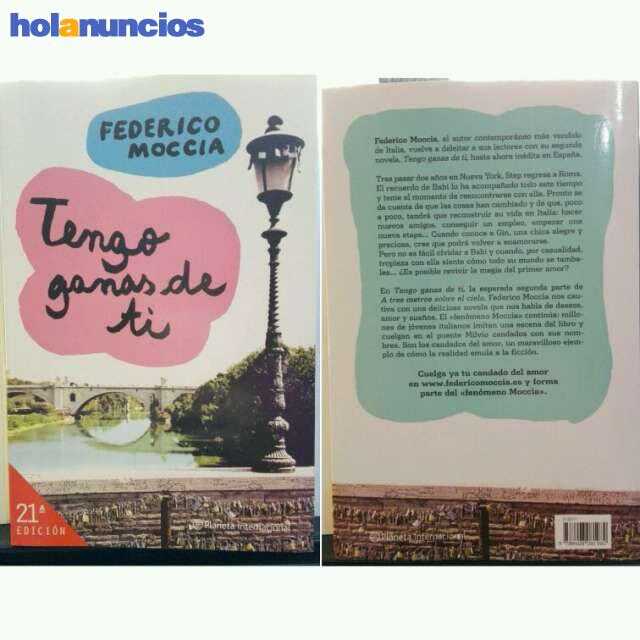 holanuncios
FEDERICO
MOCCIA
Tengo
ganas de
ti
21ª
EDICIÓN
Planeta Internacional
Federico Moccia, el autor contemporáneo más vendido
de Italia, vuelve a deleitar a sus lectores con su segunda
novela, Tengo ganas de ti, hasta ahora inédita en España.
Tras pasar dos años en Nueva York, Step regresa a Roma.
El recuerdo de Babi lo ha acompañado todo este tiempo
y teme el momento de reencontrarse con ella. Pronto se
da cuenta de que las cosas han cambiado y de que, poco
a poco, tendrá que reconstruir su vida en Italia: hacer
nuevos amigos, conseguir un empleo, empezar una
nueva etapa... Cuando conoce a Gin, una chica alegre y
preciosa, cree que podrá volver a enamorarse.
Pero no es fácil olvidar a Babi y cuando, por casualidad,
tropieza con ella siente cómo todo su mundo se tamba-
lea... ¿Es posible revivir la magia del primer amor?
En Tengo ganas de ti, la esperada segunda parte de
A tres metros sobre el cielo, Federico Moccia nos cau-
tiva con una deliciosa novela que nos habla de deseos,
amor y sueños. El «fenómeno Moccia» continúa: millo-
nes de jóvenes italianos imitan una escena del libro y
cuelgan en el puente Milvio candados con sus nom-
bres. Son los candados del amor, un maravilloso ejem-
plo de cómo la realidad emula a la ficción.
Cuelga ya tu candado del amor
en www.federicomoccia.es y forma
parte del «fenómeno Moccia».
Planeta Internacional